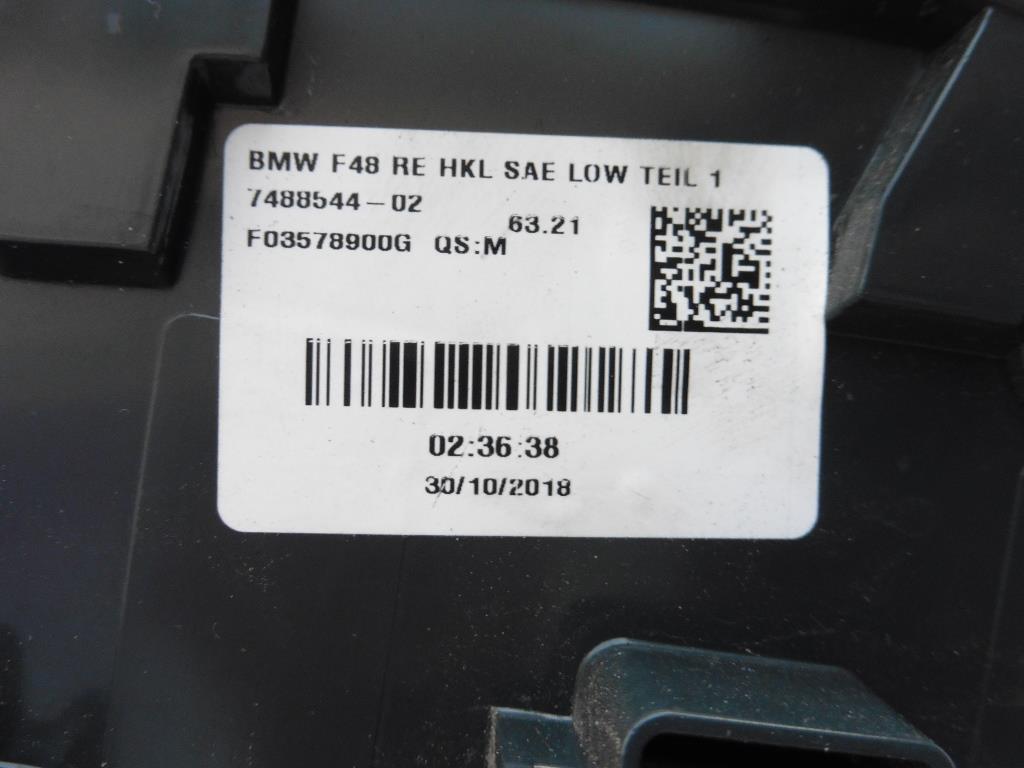 BMW F48 RE HKL SAE LOW TEIL 1
7488544-02
63.21
F03578900G QS:M
02:36:38
30/10/2018